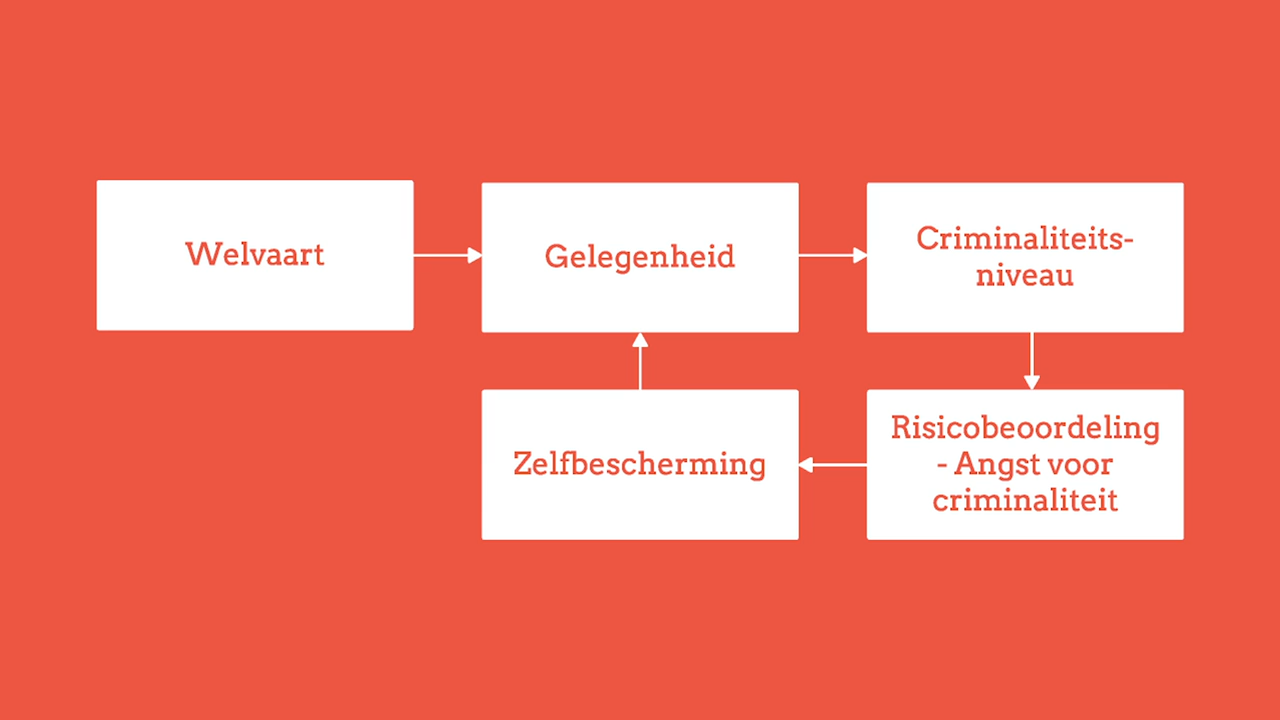 Welvaart
Gelegenheid
Criminaliteits-
niveau
Zelfbescherming
Risicobeoordeling
- Angst voor
criminaliteit